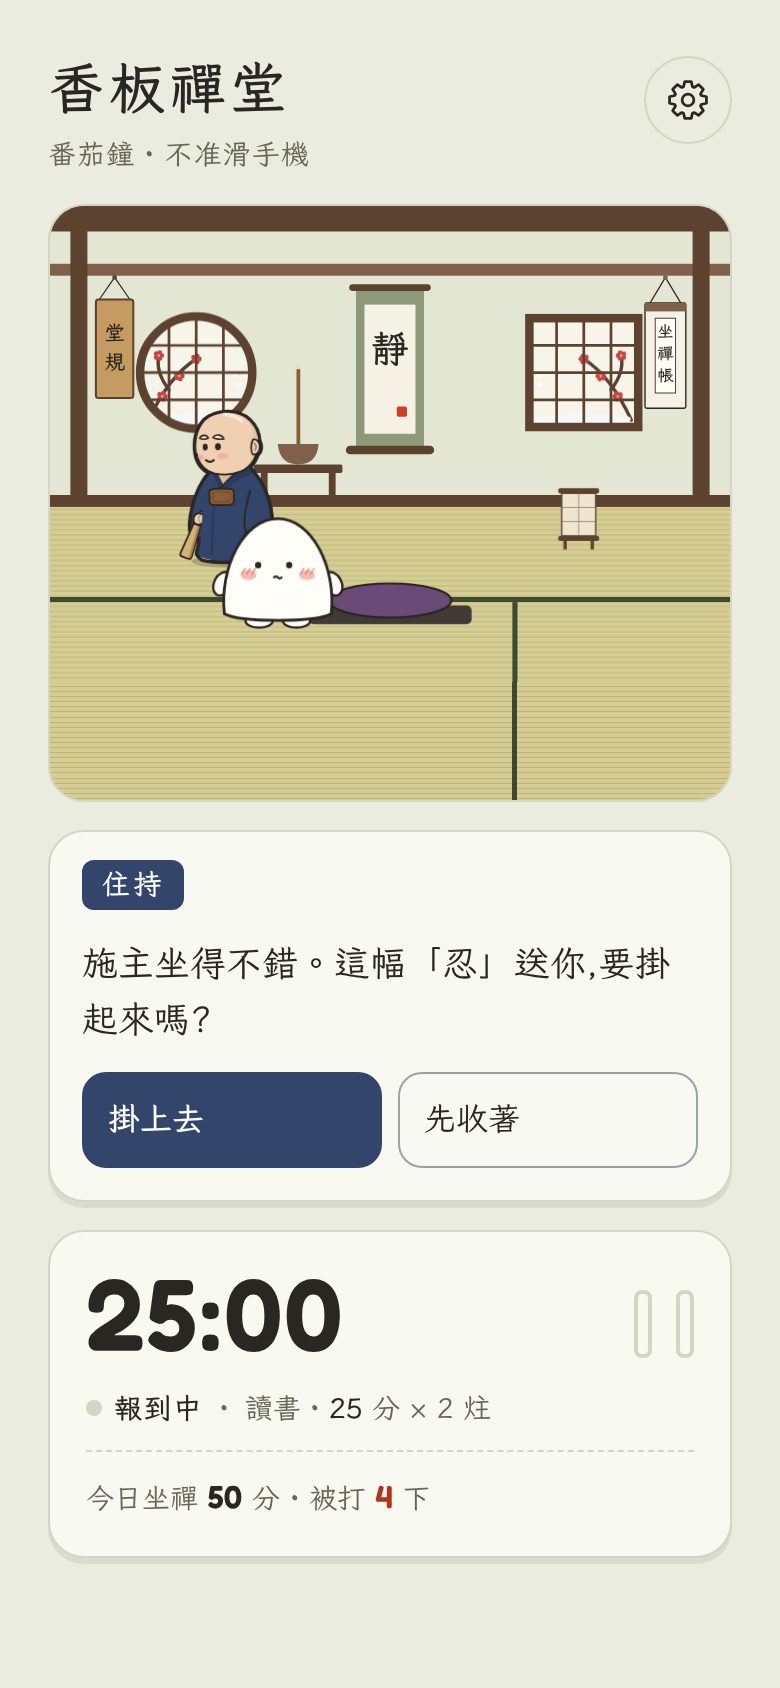 香板禪堂
番茄鐘・不准滑手機
堂規
靜
坐禪帳
住持
施主坐得不錯。這幅「忍」送你,要掛
起來嗎?
掛上去
先收著
25:00
報到中・讀書・25 分 × 2 炷
今日坐禪 50 分・被打 4 下